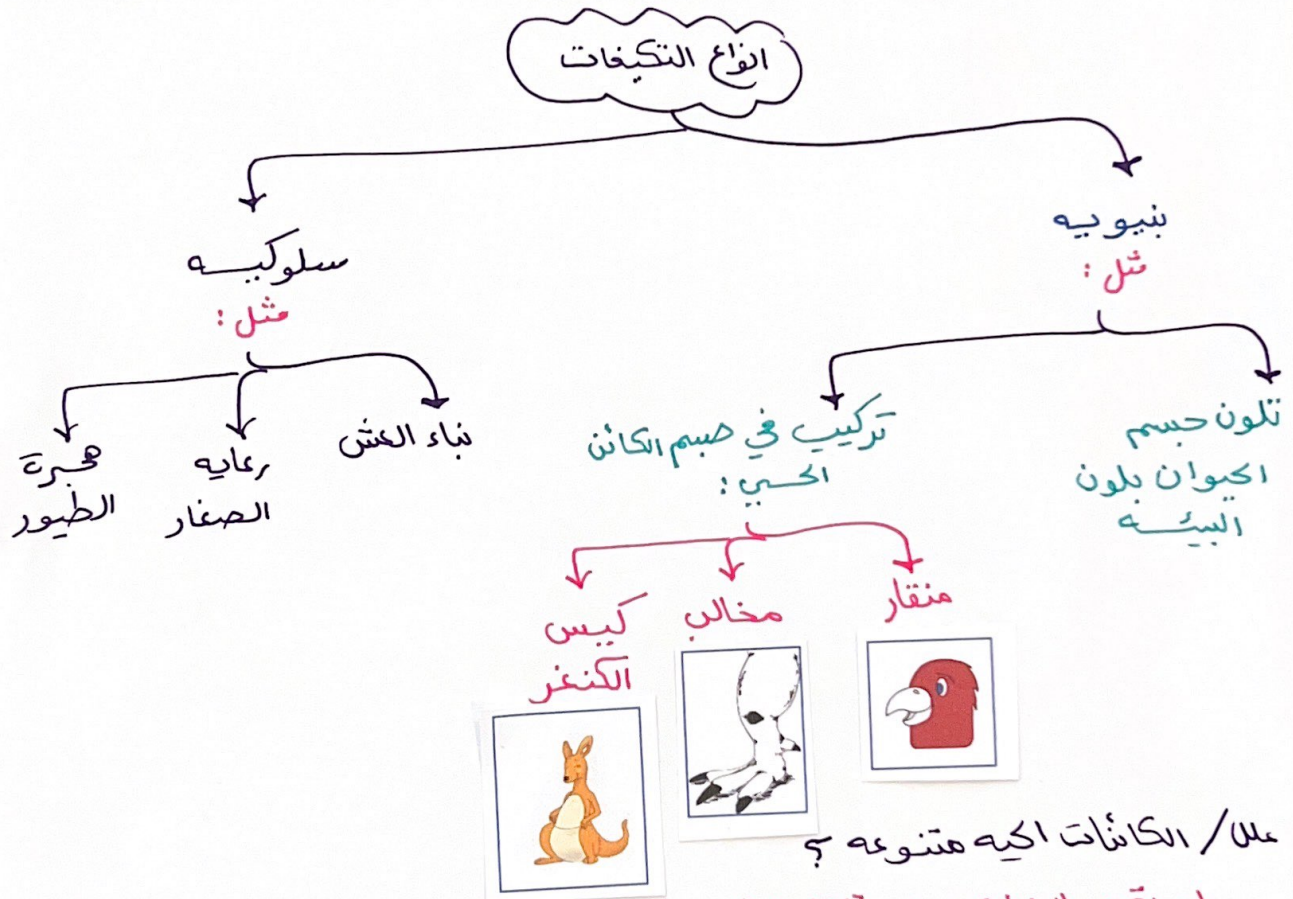 انواع التكيفات
بنيويه
مثل :
سلوكيه
مثل :
تلون جسم
الحيوان بلون
البيئه
تركيب في جسم الكائن
الحي :
بناء العش
رعايه
الصغار
هجرة
الطيور
منقار
مخالب
كيس
الكنغر
علل / الكائنات الحيه متنوعه ؟